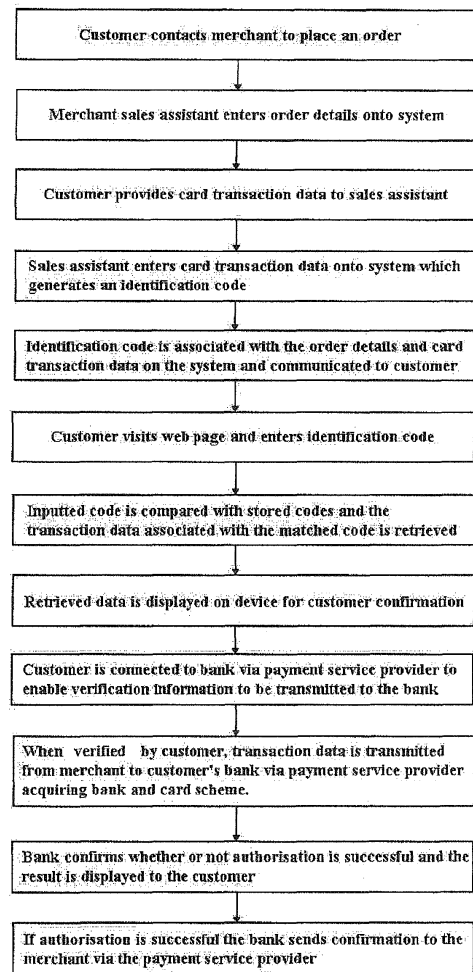 Customer contacts merchant to place an order
Merchant sales assistant enters order details onto system
Customer provides card transaction data to sales assistant
Sales assistant enters card transaction data onto system which
generates an identification code
Identification code is associated with the order details and card
transaction data on the system and communicated to customer
Customer visits web page and enters identification code
Inputted code is compared with stored codes and the
transaction data associated with the matched code is retrieved
Retrieved data is displayed on device for customer confirmation
Customer is connected to bank via payment service provider to
enable verification information to be transmitted to the bank
When verified by customer, transaction data is transmitted
from merchant to customer's bank via payment service provider
acquiring bank and card scheme.
Bank confirms whether or not authorisation is successful and the
result is displayed to the customer
If authorisation is successful the bank sends confirmation to the
merchant via the payment service provider